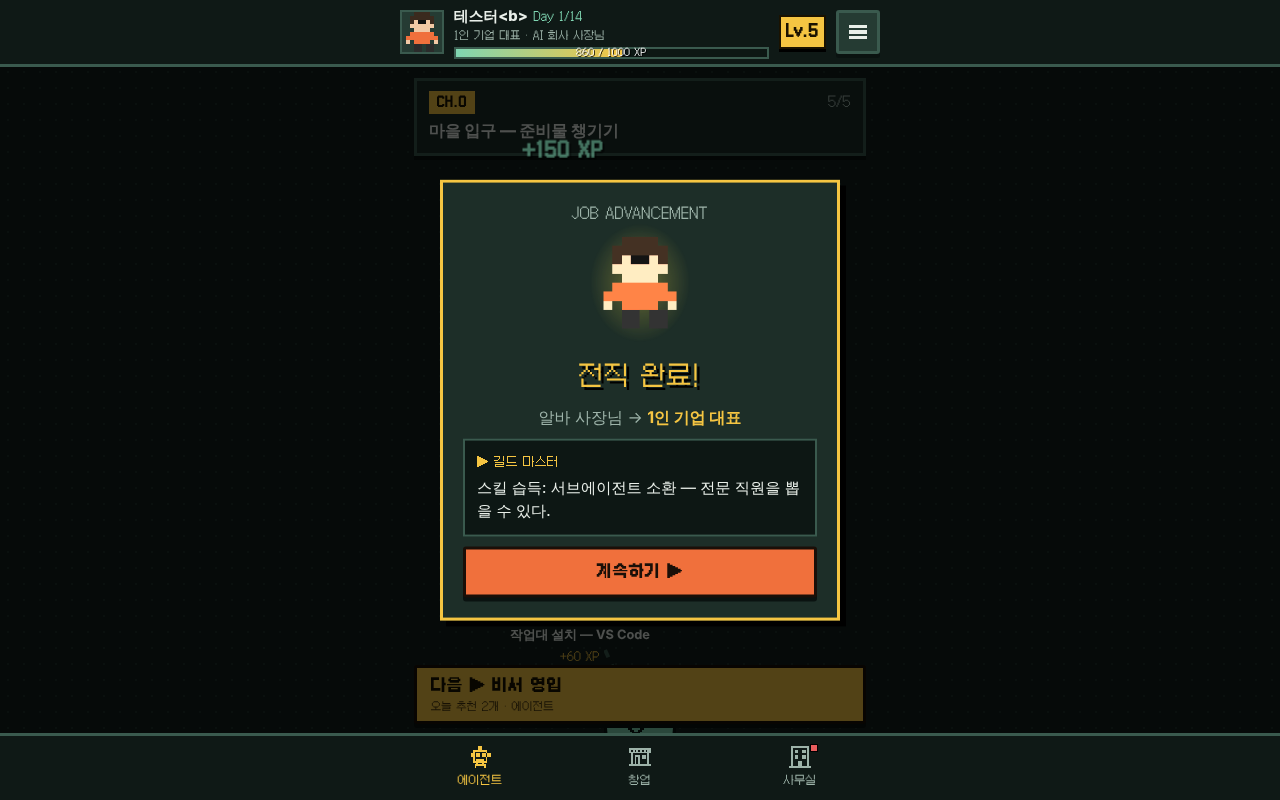 테스터<b> Day 1/14
1인 기업 대표 · AI 회사 사장님
860 / 1000 XP
Lv.5
CH.0
5/5
마을 입구 — 준비물 챙기기
+150 XP
JOB ADVANCEMENT
전직 완료!
알바 사장님 → 1인 기업 대표
▶ 길드 마스터
스킬 습득: 서브에이전트 소환 — 전문 직원을 뽑
을 수 있다.
계속하기 ▶
작업대 설치 — VS Code
+60 XP
다음 ▶ 비서 영입
오늘 추천 2개 · 에이전트
에이전트
창업
사무실